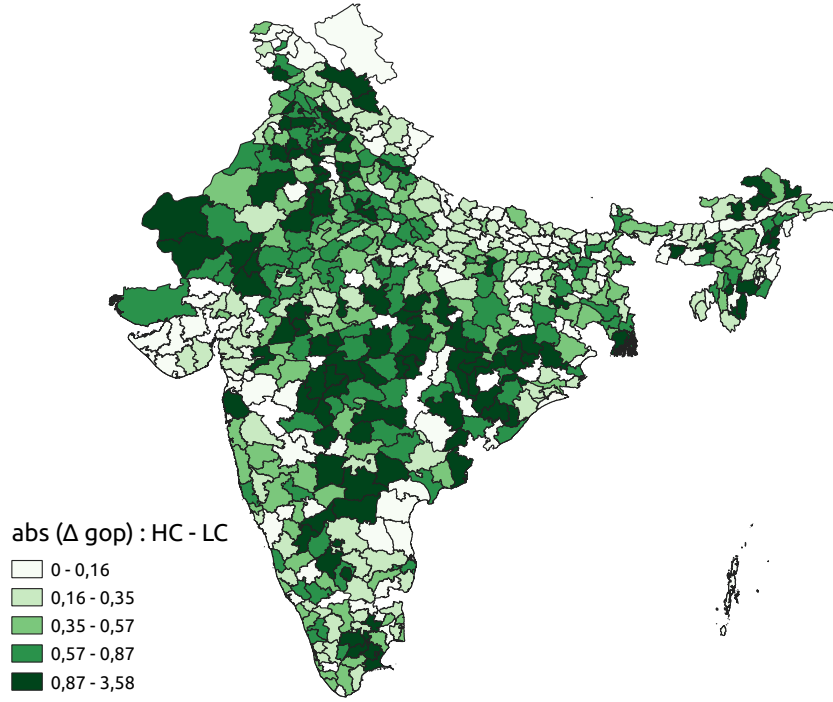 abs (Δ gop) : HC - LC
0 - 0,16
0,16 - 0,35
0,35 - 0,57
0,57 - 0,87
0,87 - 3,58